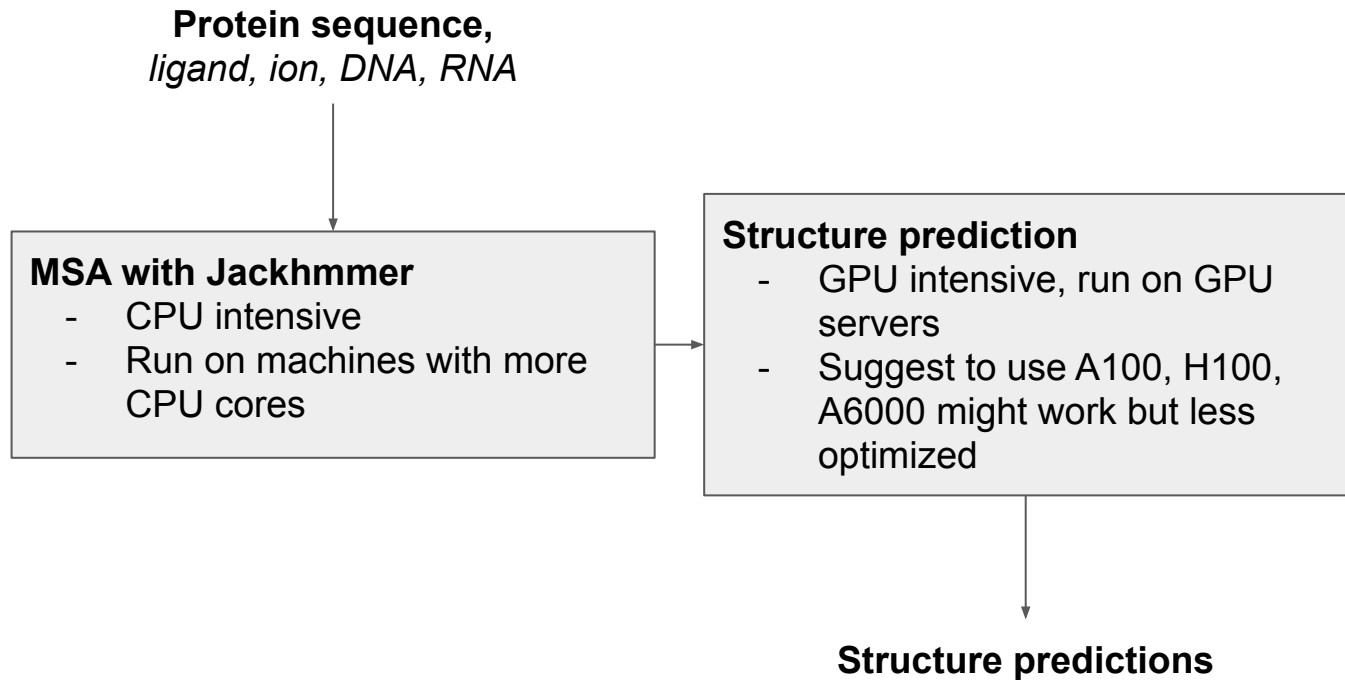 Protein sequence,
ligand, ion, DNA, RNA
MSA with Jackhmmer
- CPU intensive
- Run on machines with more
CPU cores
Structure prediction
- GPU intensive, run on GPU
servers
- Suggest to use A100, H100,
A6000 might work but less
optimized
Structure predictions